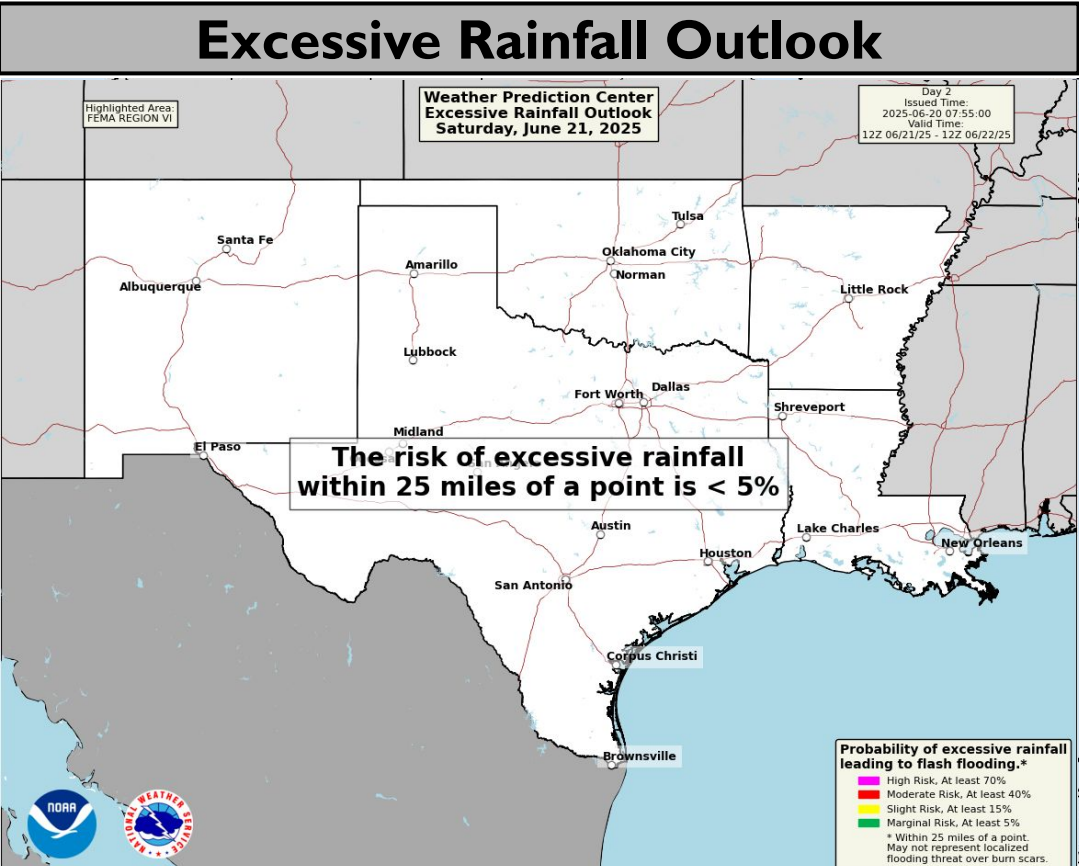 Excessive Rainfall Outlook
Highlighted Area:
FEMA REGION VI
Weather Prediction Center
Excessive Rainfall Outlook
Saturday, June 21, 2025
Day 2
Issued Time:
2025-06-20 07:55:00
Valid Time:
12Z 06/21/25 - 12Z 06/22/25
Tulsa
Santa Fe
Oklahoma City
Amarillo
Norman
Albuquerque
Little Rock
Lubbock
Dallas
Fort Worth
Shreveport
Midland
El Paso
The risk of excessive rainfall
within 25 miles of a point is < 5%
Austin
Lake Charles
New Orleans
Houston
San Antonio
Corpus Christi
Brownsville
Probability of excessive rainfall
leading to flash flooding.*
High Risk, At least 70%
Moderate Risk, At least 40%
Slight Risk, At least 15%
Marginal Risk, At least 5%
* Within 25 miles of a point.
May not represent localized
flooding threat over burn scars.
NOAA
NATIONAL WEATHER SERVICE